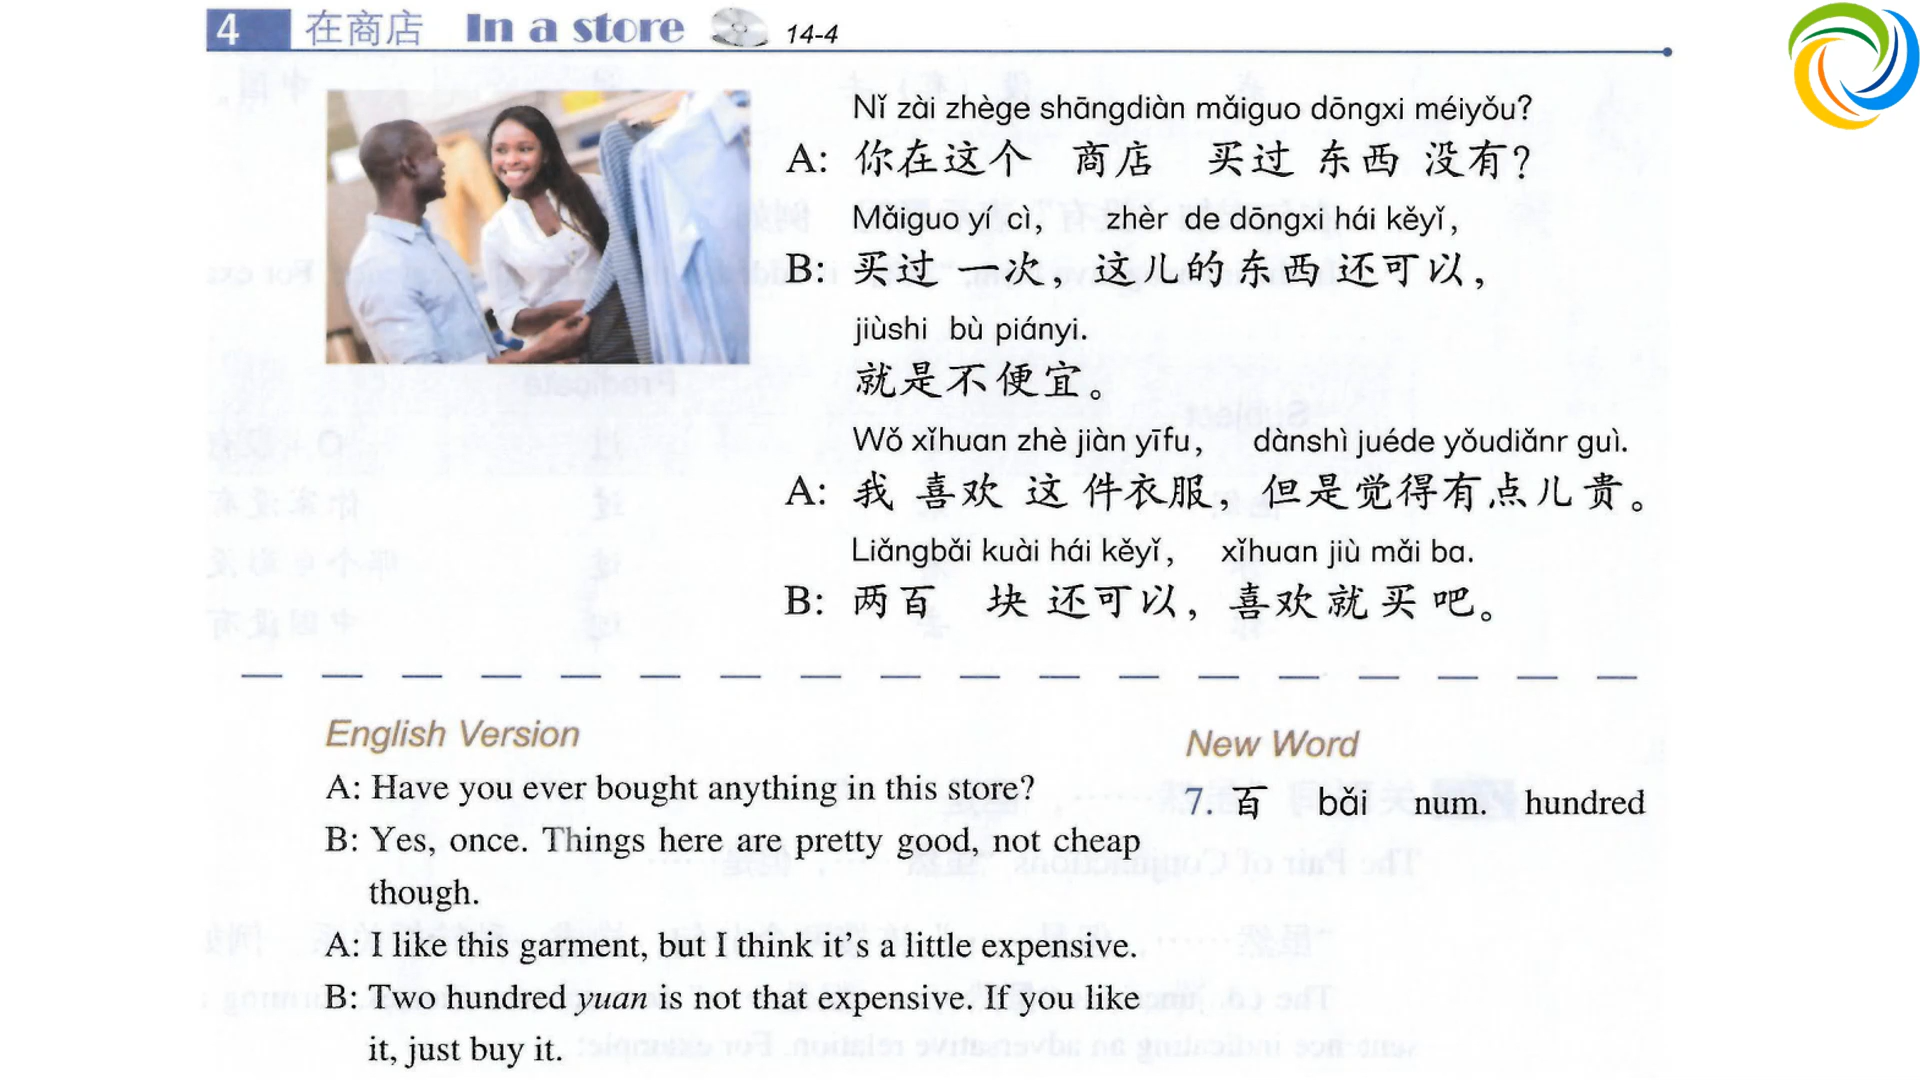 4 在商店 In a store 14-4
Nǐ zài zhège shāngdiàn mǎiguo dōngxi méiyǒu?
A: 你在这个 商店 买过 东西 没有?
Mǎiguo yí cì, zhèr de dōngxi hái kěyǐ,
B: 买过 一次, 这儿的东西还可以,
jiùshi bù piányi.
就是不便宜。
Wǒ xǐhuan zhè jiàn yīfu, dànshì juéde yǒudiǎnr guì.
A: 我 喜欢 这 件衣服, 但是觉得有点儿贵。
Liǎngbǎi kuài hái kěyǐ, xǐhuan jiù mǎi ba.
B: 两百 块 还可以, 喜欢就买吧。
English Version
A: Have you ever bought anything in this store?
B: Yes, once. Things here are pretty good, not cheap
though.
A: I like this garment, but I think it's a little expensive.
B: Two hundred yuan is not that expensive. If you like
it, just buy it.
New Word
7. 百 bǎi num. hundred